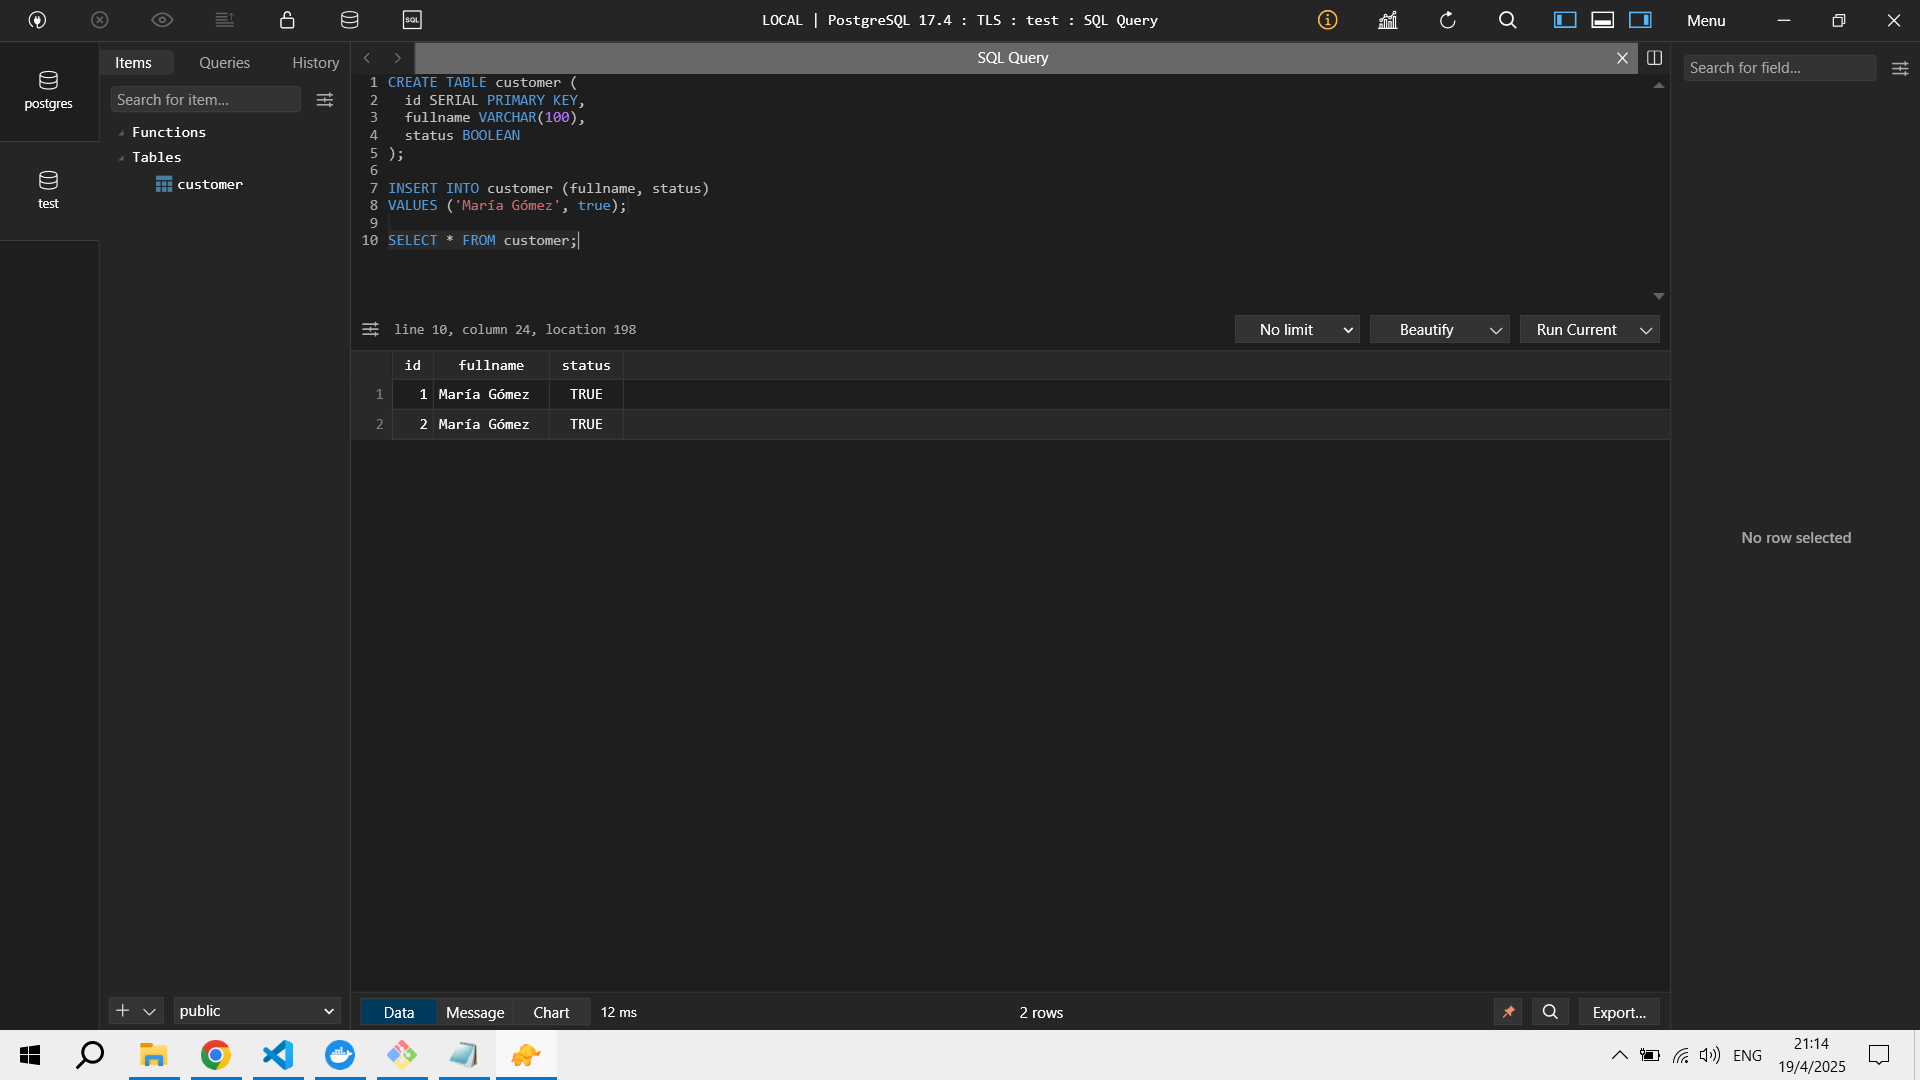 LOCAL | PostgreSQL 17.4 : TLS : test : SQL Query
Menu
SQL
postgres
test
Items Queries History
Search for item...
Functions
Tables
customer
public
SQL Query
1 CREATE TABLE customer (
2 id SERIAL PRIMARY KEY,
3 fullname VARCHAR(100),
4 status BOOLEAN
5 );
6
7 INSERT INTO customer (fullname, status)
8 VALUES ('María Gómez', true);
9
10 SELECT * FROM customer;
line 10, column 24, location 198
No limit Beautify Run Current
id fullname status
1 1 María Gómez TRUE
2 2 María Gómez TRUE
Data Message Chart 12 ms 2 rows Export...
Search for field...
No row selected
ENG
21:14
19/4/2025